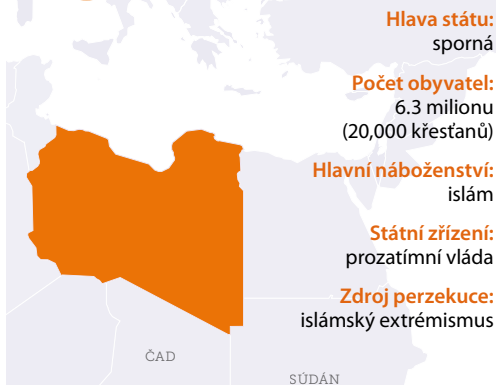 Hlava státu:
sporná
Počet obyvatel:
6.3 milionu
(20,000 křesťanů)
Hlavní náboženství:
islám
Státní zřízení:
prozatímní vláda
Zdroj perzekuce:
islámský extrémismus
ČAD
SÚDÁN